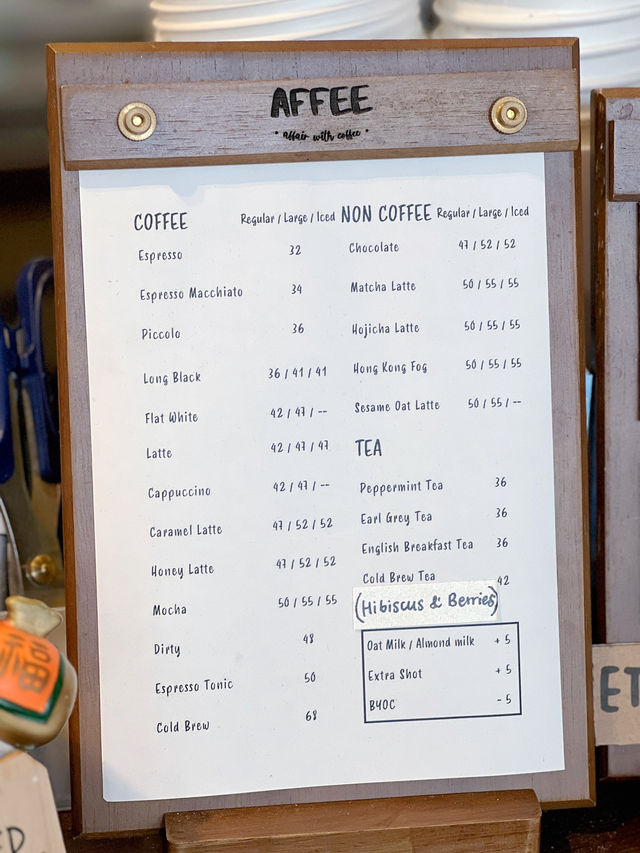 AFFEE
• affair with coffee •
COFFEE Regular / Large / Iced
Espresso 32
Espresso Macchiato 34
Piccolo 36
Long Black 36 / 41 / 41
Flat White 42 / 47 / --
Latte 42 / 47 / 47
Cappuccino 42 / 47 / --
Caramel Latte 47 / 52 / 52
Honey Latte 47 / 52 / 52
Mocha 50 / 55 / 55
Dirty 48
Espresso Tonic 50
Cold Brew 68
NON COFFEE Regular / Large / Iced
Chocolate 47 / 52 / 52
Matcha Latte 50 / 55 / 55
Hojicha Latte 50 / 55 / 55
Hong Kong Fog 50 / 55 / 55
Sesame Oat Latte 50 / 55 / --
TEA
Peppermint Tea 36
Earl Grey Tea 36
English Breakfast Tea 36
Cold Brew Tea 42
(Hibiscus & Berries)
Oat Milk / Almond milk + 5
Extra Shot + 5
BYOC - 5
ET